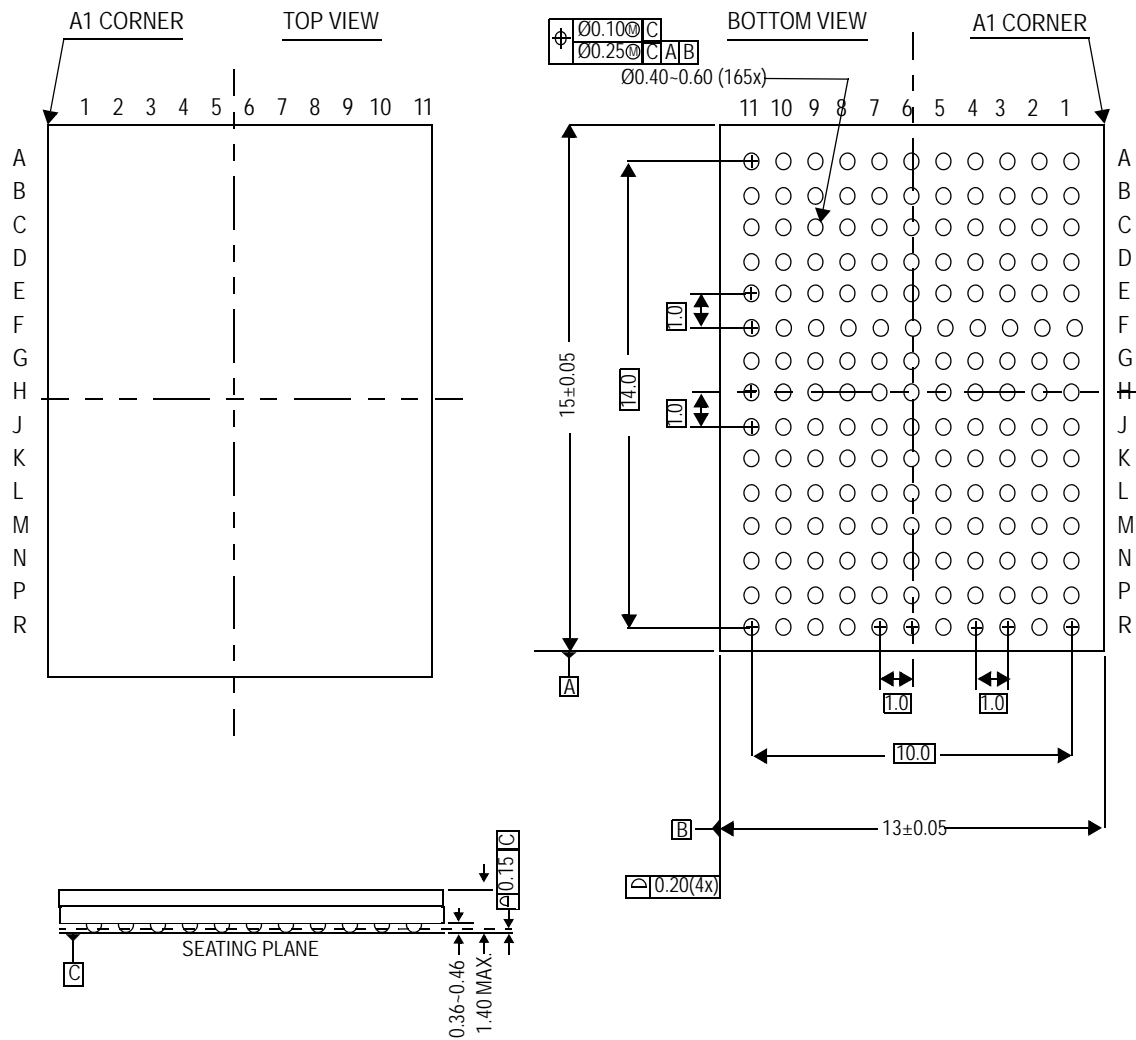 A1 CORNER TOP VIEW
1 2 3 4 5 6 7 8 9 10 11
A
B
C
D
E
F
G
H
J
K
L
M
N
P
R
Ø0.10Ⓜ C
Ø0.25Ⓜ C A B
BOTTOM VIEW A1 CORNER
Ø0.40~0.60 (165x)
11 10 9 8 7 6 5 4 3 2 1
A
B
C
D
E
F
G
H
J
K
L
M
N
P
R
1.0
15±0.05
14.0
1.0
A
1.0 1.0
10.0
B
13±0.05
0.20(4x)
0.15 C
SEATING PLANE
C
0.36~0.46
1.40 MAX.